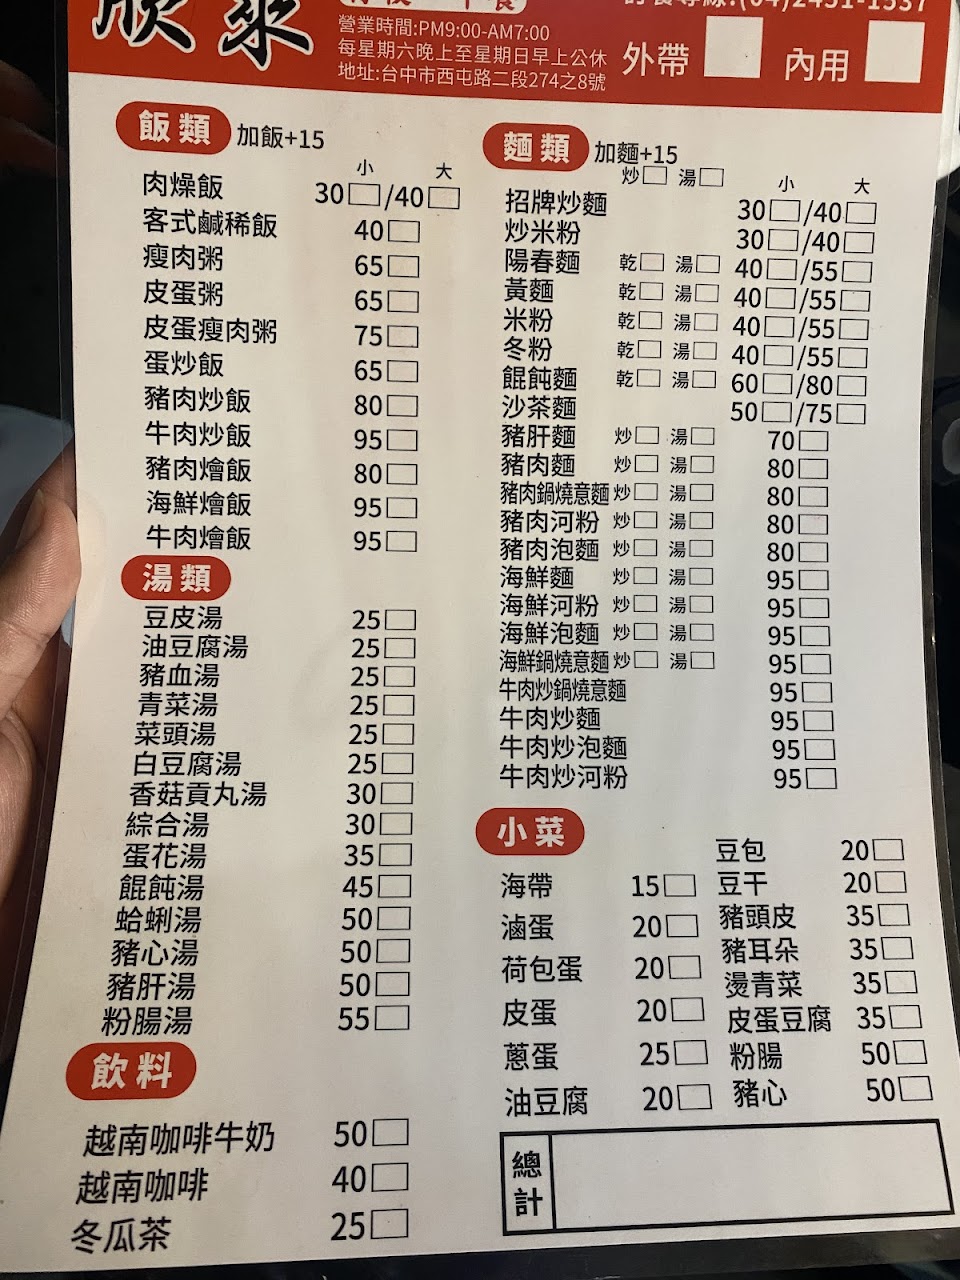 欣來
營業時間:PM9:00-AM7:00
每星期六晚上至星期日早上公休
地址:台中市西屯路二段274之8號
外帶 內用
飯類 加飯+15
小 大
肉燥飯 30□/40□
客式鹹稀飯 40□
瘦肉粥 65□
皮蛋粥 65□
皮蛋瘦肉粥 75□
蛋炒飯 65□
豬肉炒飯 80□
牛肉炒飯 95□
豬肉燴飯 80□
海鮮燴飯 95□
牛肉燴飯 95□
湯類
豆皮湯 25□
油豆腐湯 25□
豬血湯 25□
青菜湯 25□
菜頭湯 25□
白豆腐湯 25□
香菇貢丸湯 30□
綜合湯 30□
蛋花湯 35□
餛飩湯 45□
蛤蜊湯 50□
豬心湯 50□
豬肝湯 50□
粉腸湯 55□
飲料
越南咖啡牛奶 50□
越南咖啡 40□
冬瓜茶 25□
麵類 加麵+15
炒□ 湯□ 小 大
招牌炒麵 30□/40□
炒米粉 30□/40□
陽春麵 乾□ 湯□ 40□/55□
黃麵 乾□ 湯□ 40□/55□
米粉 乾□ 湯□ 40□/55□
冬粉 乾□ 湯□ 40□/55□
餛飩麵 乾□ 湯□ 60□/80□
沙茶麵 50□/75□
豬肝麵 炒□ 湯□ 70□
豬肉麵 炒□ 湯□ 80□
豬肉鍋燒意麵 炒□ 湯□ 80□
豬肉河粉 炒□ 湯□ 80□
豬肉泡麵 炒□ 湯□ 80□
海鮮麵 炒□ 湯□ 95□
海鮮河粉 炒□ 湯□ 95□
海鮮泡麵 炒□ 湯□ 95□
海鮮鍋燒意麵 炒□ 湯□ 95□
牛肉炒鍋燒意麵 95□
牛肉炒麵 95□
牛肉炒泡麵 95□
牛肉炒河粉 95□
小菜
海帶 15□
滷蛋 20□
荷包蛋 20□
皮蛋 20□
蔥蛋 25□
油豆腐 20□
豆包 20□
豆干 20□
豬頭皮 35□
豬耳朵 35□
燙青菜 35□
皮蛋豆腐 35□
粉腸 50□
豬心 50□
總計